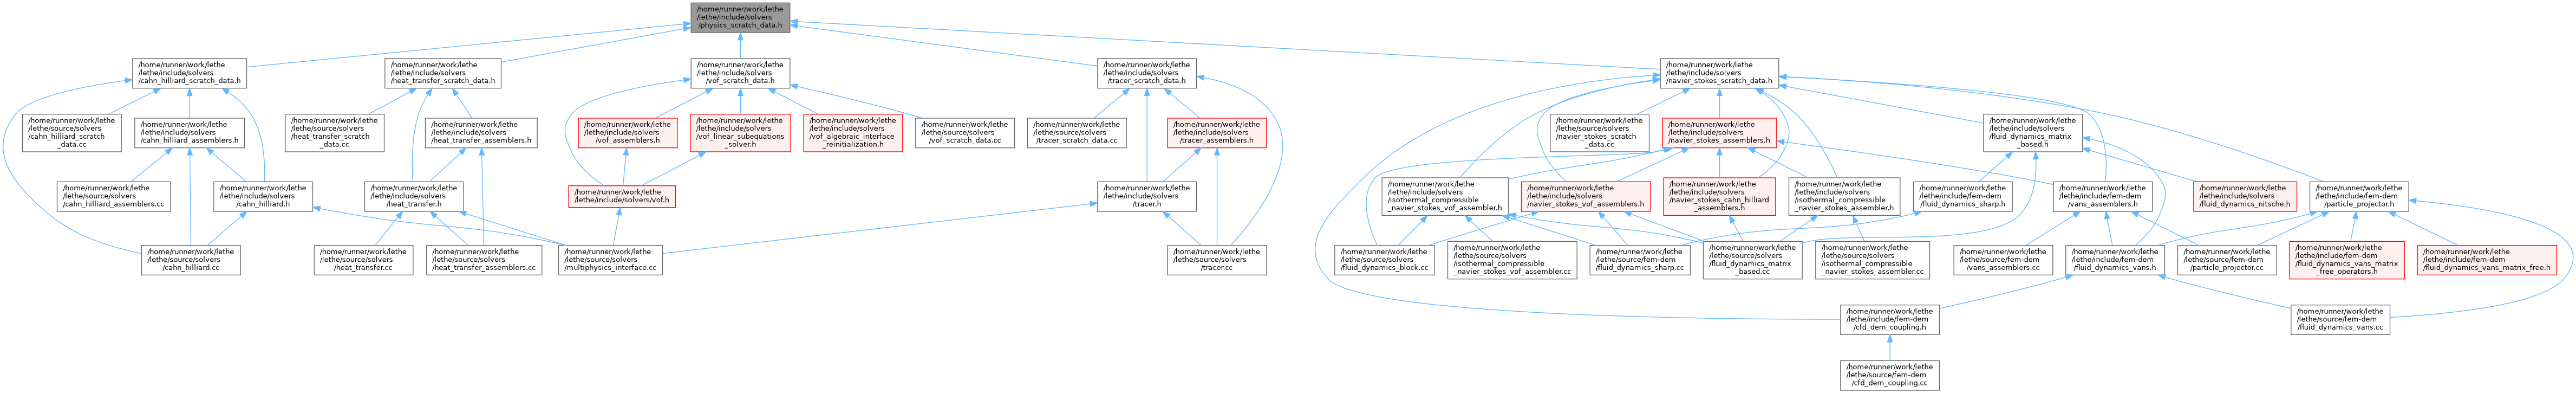 /home/runner/work/lethe
/lethe/include/solvers
/physics_scratch_data.h
/home/runner/work/lethe
/lethe/include/solvers
/cahn_hilliard_scratch_data.h
/home/runner/work/lethe
/lethe/include/solvers
/heat_transfer_scratch_data.h
/home/runner/work/lethe
/lethe/include/solvers
/vof_scratch_data.h
/home/runner/work/lethe
/lethe/include/solvers
/tracer_scratch_data.h
/home/runner/work/lethe
/lethe/include/solvers
/navier_stokes_scratch_data.h
/home/runner/work/lethe
/lethe/source/solvers
/cahn_hilliard_scratch
_data.cc
/home/runner/work/lethe
/lethe/include/solvers
/cahn_hilliard_assemblers.h
/home/runner/work/lethe
/lethe/source/solvers
/heat_transfer_scratch
_data.cc
/home/runner/work/lethe
/lethe/include/solvers
/heat_transfer_assemblers.h
/home/runner/work/lethe
/lethe/include/solvers
/vof_assemblers.h
/home/runner/work/lethe
/lethe/include/solvers
/vof_linear_subequations
_solver.h
/home/runner/work/lethe
/lethe/include/solvers
/vof_algebraic_interface
_reinitialization.h
/home/runner/work/lethe
/lethe/source/solvers
/vof_scratch_data.cc
/home/runner/work/lethe
/lethe/source/solvers
/tracer_scratch_data.cc
/home/runner/work/lethe
/lethe/include/solvers
/tracer_assemblers.h
/home/runner/work/lethe
/lethe/source/solvers
/navier_stokes_scratch
_data.cc
/home/runner/work/lethe
/lethe/include/solvers
/navier_stokes_assemblers.h
/home/runner/work/lethe
/lethe/include/solvers
/fluid_dynamics_matrix
_based.h
/home/runner/work/lethe
/lethe/source/solvers
/cahn_hilliard_assemblers.cc
/home/runner/work/lethe
/lethe/include/solvers
/cahn_hilliard.h
/home/runner/work/lethe
/lethe/include/solvers
/heat_transfer.h
/home/runner/work/lethe
/lethe/include/solvers/vof.h
/home/runner/work/lethe
/lethe/include/solvers
/tracer.h
/home/runner/work/lethe
/lethe/include/solvers
/isothermal_compressible
_navier_stokes_vof_assembler.h
/home/runner/work/lethe
/lethe/include/solvers
/navier_stokes_vof_assemblers.h
/home/runner/work/lethe
/lethe/include/solvers
/navier_stokes_cahn_hilliard
_assemblers.h
/home/runner/work/lethe
/lethe/include/solvers
/isothermal_compressible
_navier_stokes_assembler.h
/home/runner/work/lethe
/lethe/include/fem-dem
/fluid_dynamics_sharp.h
/home/runner/work/lethe
/lethe/include/fem-dem
/vans_assemblers.h
/home/runner/work/lethe
/lethe/include/solvers
/fluid_dynamics_nitsche.h
/home/runner/work/lethe
/lethe/include/fem-dem
/particle_projector.h
/home/runner/work/lethe
/lethe/source/solvers
/cahn_hilliard.cc
/home/runner/work/lethe
/lethe/source/solvers
/heat_transfer.cc
/home/runner/work/lethe
/lethe/source/solvers
/heat_transfer_assemblers.cc
/home/runner/work/lethe
/lethe/source/solvers
/multiphysics_interface.cc
/home/runner/work/lethe
/lethe/source/solvers
/tracer.cc
/home/runner/work/lethe
/lethe/source/solvers
/fluid_dynamics_block.cc
/home/runner/work/lethe
/lethe/source/solvers
/isothermal_compressible
_navier_stokes_vof_assembler.cc
/home/runner/work/lethe
/lethe/source/fem-dem
/fluid_dynamics_sharp.cc
/home/runner/work/lethe
/lethe/source/solvers
/fluid_dynamics_matrix
_based.cc
/home/runner/work/lethe
/lethe/source/solvers
/isothermal_compressible
_navier_stokes_assembler.cc
/home/runner/work/lethe
/lethe/source/fem-dem
/vans_assemblers.cc
/home/runner/work/lethe
/lethe/include/fem-dem
/fluid_dynamics_vans.h
/home/runner/work/lethe
/lethe/source/fem-dem
/particle_projector.cc
/home/runner/work/lethe
/lethe/include/fem-dem
/fluid_dynamics_vans_matrix
_free_operators.h
/home/runner/work/lethe
/lethe/include/fem-dem
/fluid_dynamics_vans_matrix_free.h
/home/runner/work/lethe
/lethe/include/fem-dem
/cfd_dem_coupling.h
/home/runner/work/lethe
/lethe/source/fem-dem
/fluid_dynamics_vans.cc
/home/runner/work/lethe
/lethe/source/fem-dem
/cfd_dem_coupling.cc